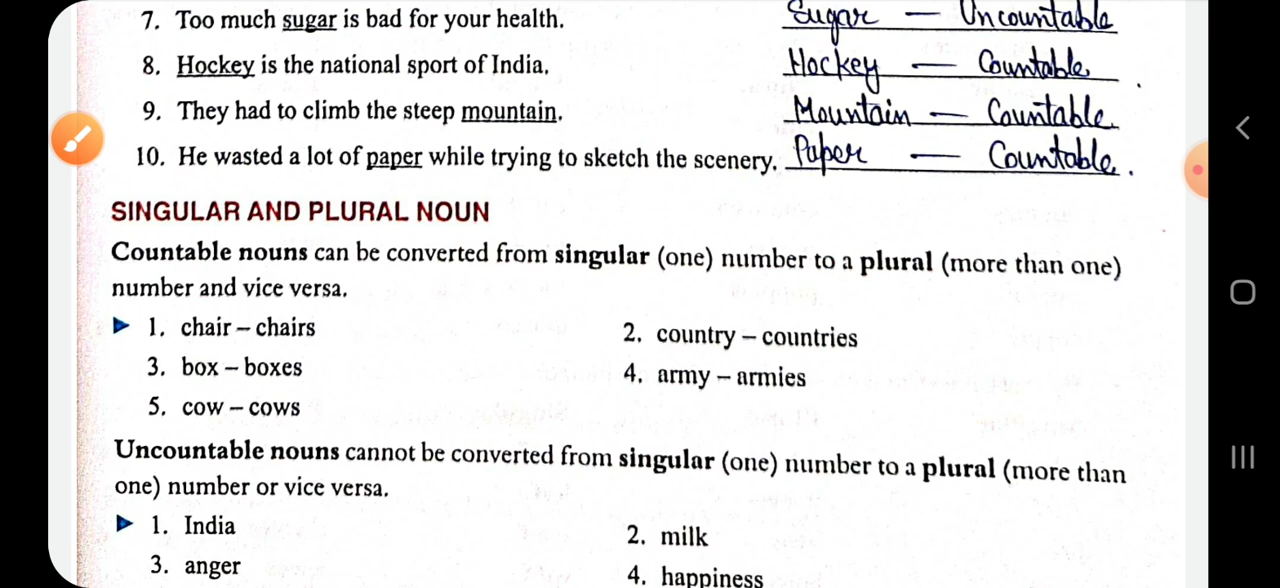 7. Too much sugar is bad for your health. Sugar — Uncountable
8. Hockey is the national sport of India. Hockey — Countable.
9. They had to climb the steep mountain. Mountain — Countable
10. He wasted a lot of paper while trying to sketch the scenery. Paper — Countable.
SINGULAR AND PLURAL NOUN
Countable nouns can be converted from singular (one) number to a plural (more than one)
number and vice versa.
1. chair – chairs 2. country – countries
3. box – boxes 4. army – armies
5. cow – cows
Uncountable nouns cannot be converted from singular (one) number to a plural (more than
one) number or vice versa.
1. India 2. milk
3. anger 4. happiness